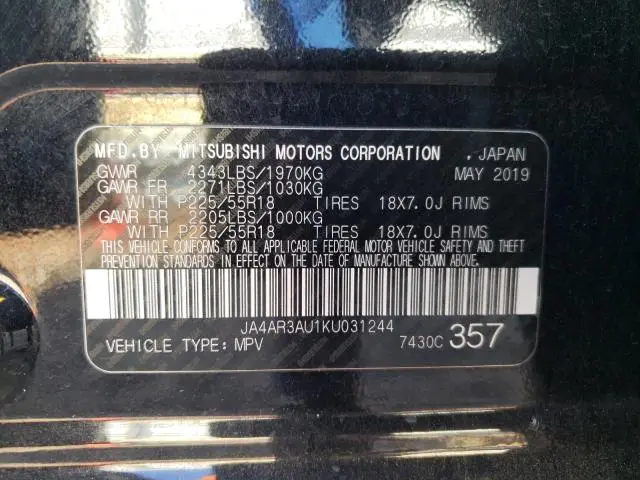 MFD.BY MITSUBISHI MOTORS CORPORATION , JAPAN
GVWR 4343LBS/1970KG MAY 2019
GAWR FR 2271LBS/1030KG
WITH P225/55R18 TIRES 18X7.0J RIMS
GAWR RR 2205LBS/1000KG
WITH P225/55R18 TIRES 18X7.0J RIMS
THIS VEHICLE CONFORMS TO ALL APPLICABLE FEDERAL MOTOR VEHICLE SAFETY AND THEFT
PREVENTION STANDARDS IN EFFECT ON THE DATE OF MANUFACTURE SHOWN ABOVE.
JA4AR3AU1KU031244
VEHICLE TYPE:MPV 7430C 357